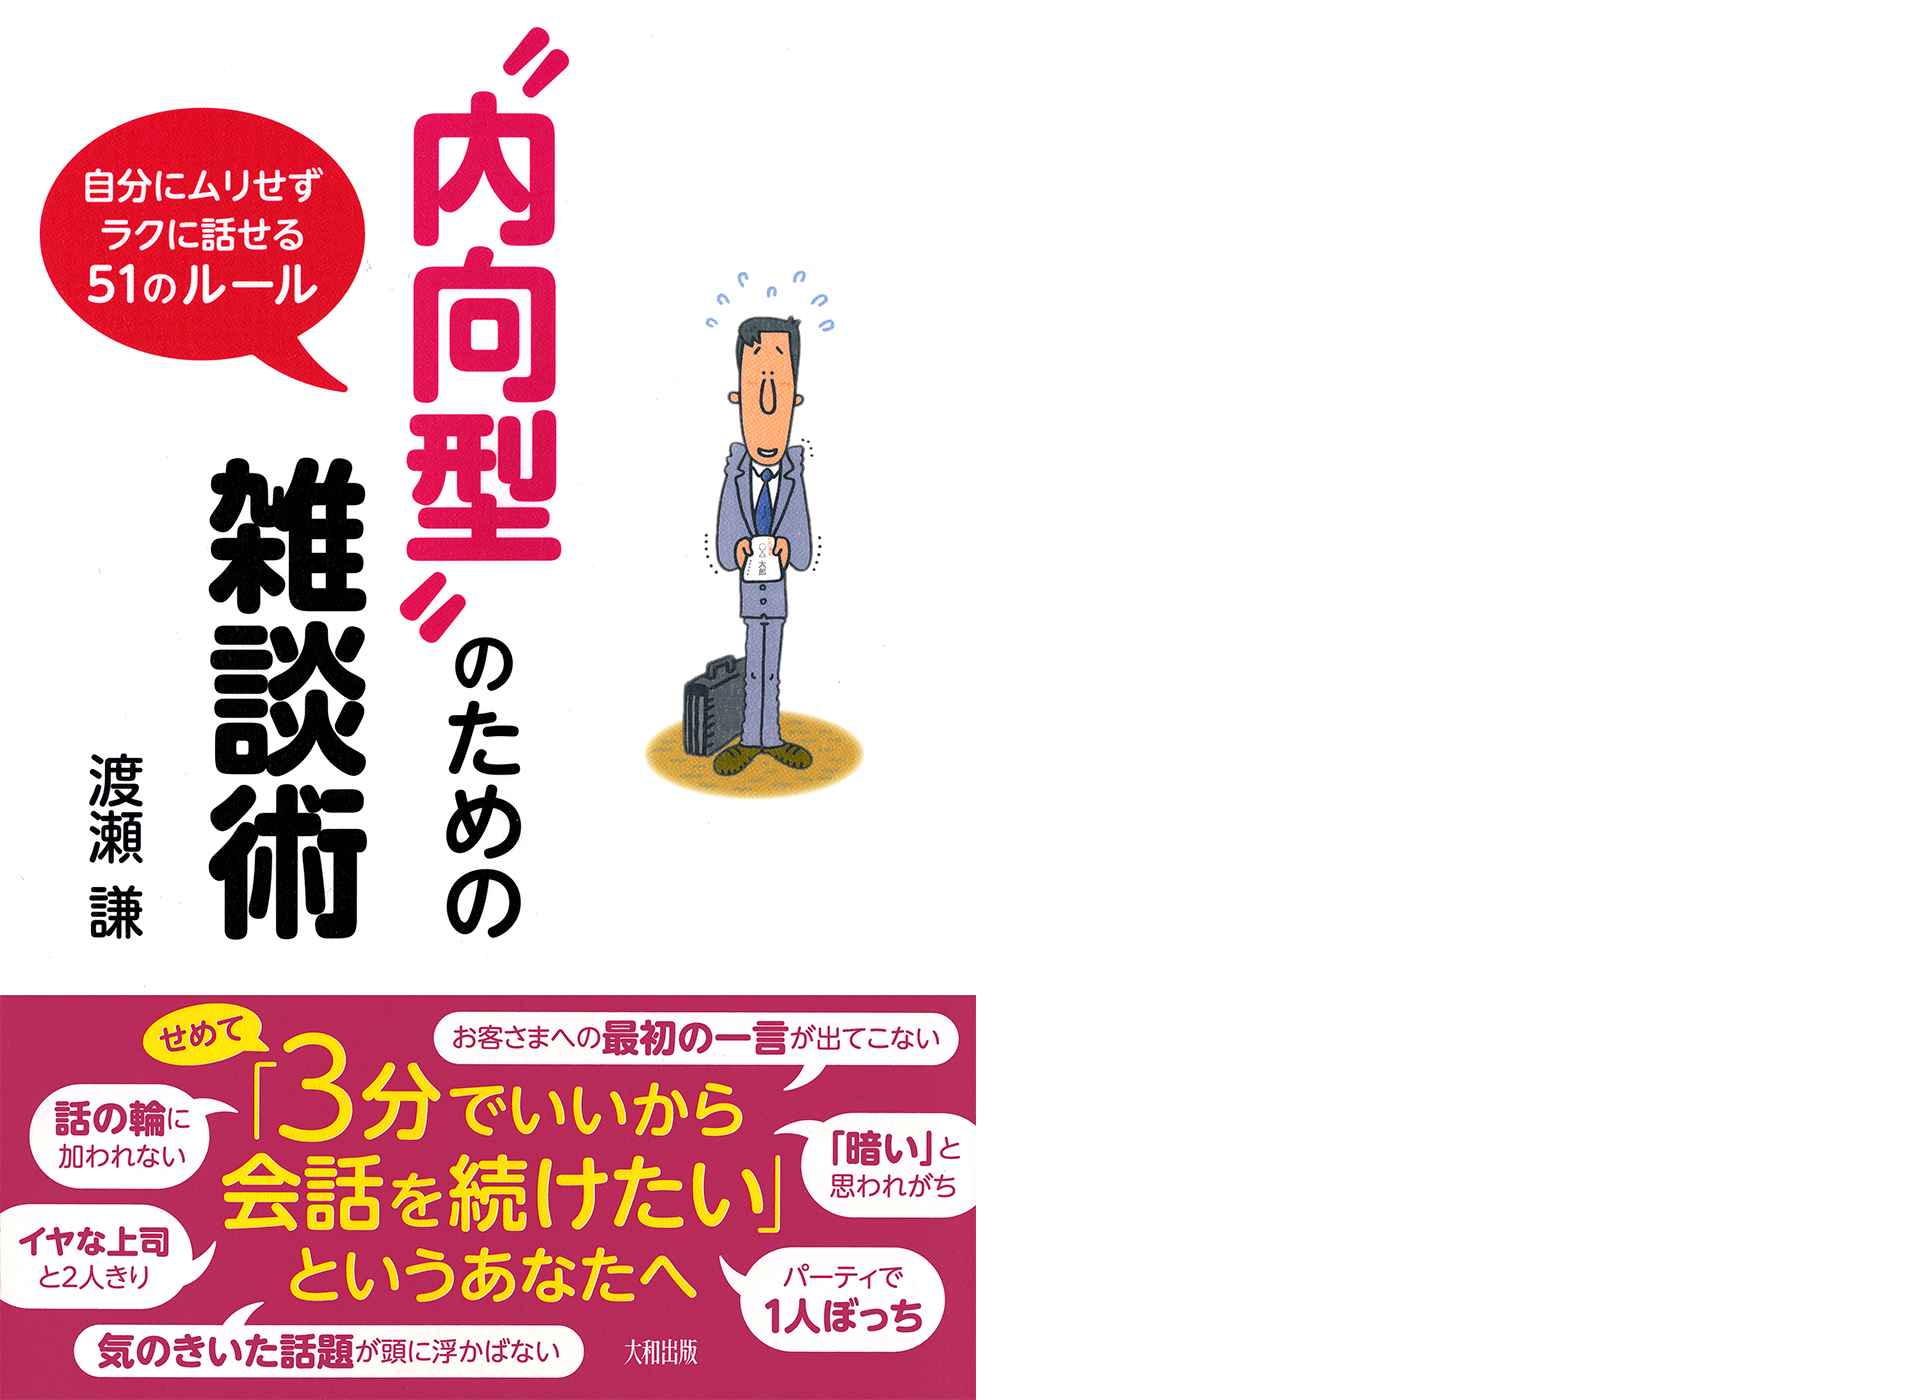 〝内向型〟のための
雑談術
自分にムリせず
ラクに話せる
51のルール
渡瀬 謙
○△太郎
せめて
「3分でいいから
会話を続けたい」
というあなたへ
お客さまへの最初の一言が出てこない
話の輪に
加われない
「暗い」と
思われがち
イヤな上司
と2人きり
パーティで
1人ぼっち
気のきいた話題が頭に浮かばない
大和出版